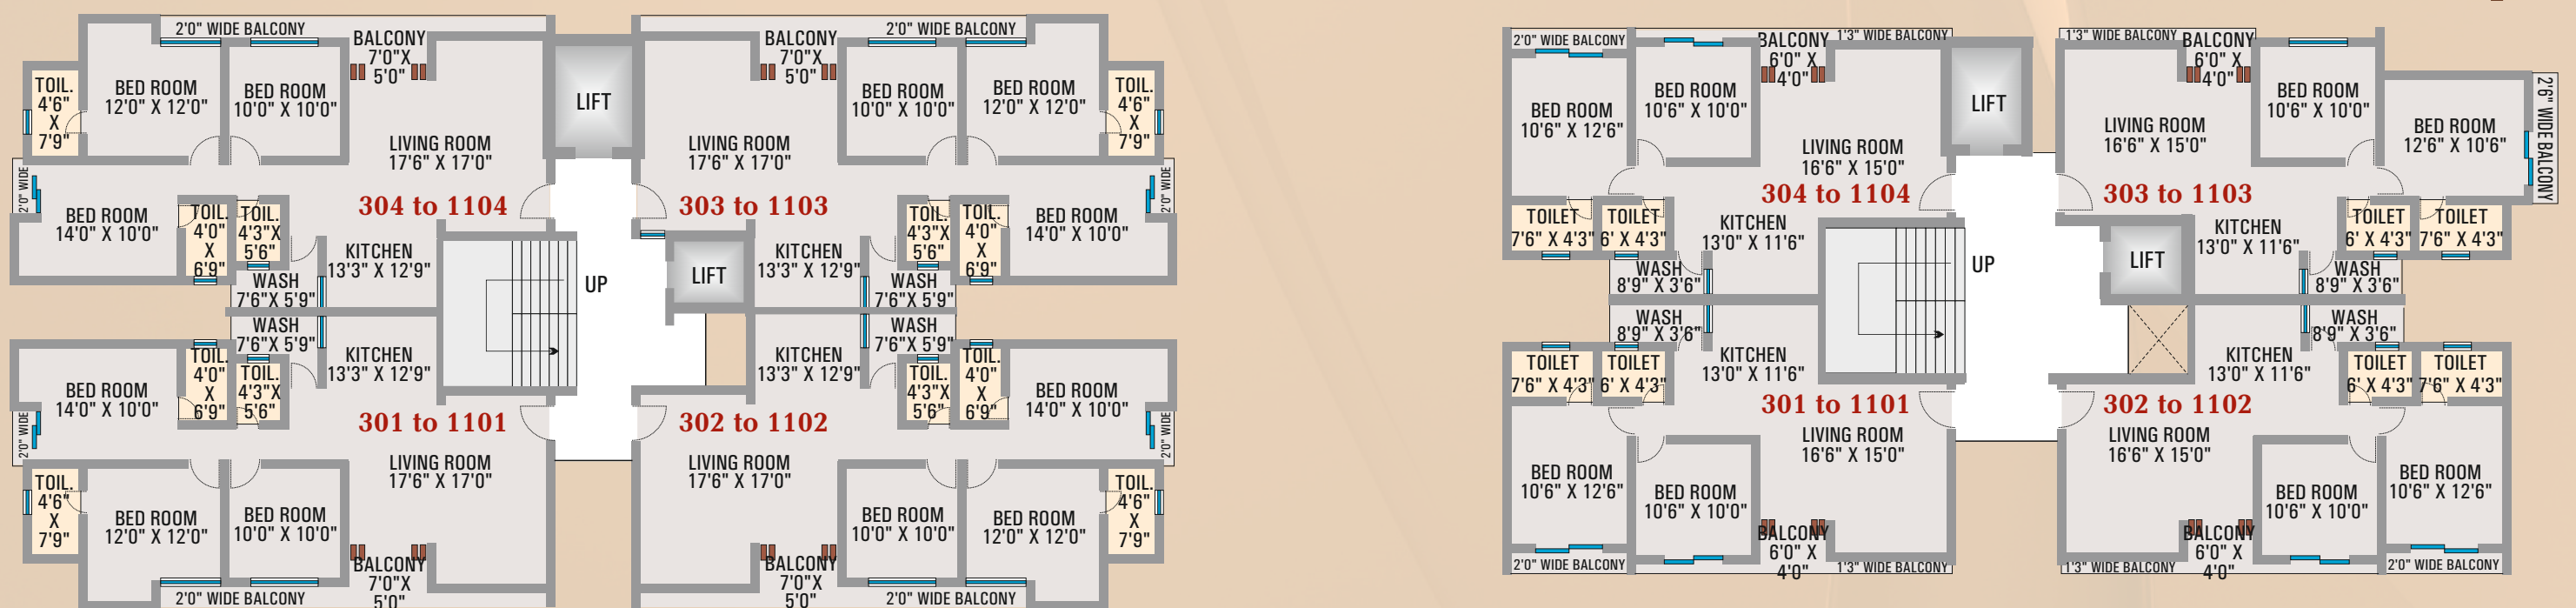 2'0" WIDE BALCONY
BALCONY
7'0"X
5'0"
TOIL.
4'6"
X
7'9"
BED ROOM
12'0" X 12'0"
BED ROOM
10'0" X 10'0"
LIVING ROOM
17'6" X 17'0"
304 to 1104
2'0" WIDE
BED ROOM
14'0" X 10'0"
TOIL.
4'0"
X
6'9"
TOIL.
4'3"X
5'6"
KITCHEN
13'3" X 12'9"
WASH
7'6"X 5'9"
LIFT
BALCONY
7'0"X
5'0"
2'0" WIDE BALCONY
LIVING ROOM
17'6" X 17'0"
BED ROOM
10'0" X 10'0"
BED ROOM
12'0" X 12'0"
TOIL.
4'6"
X
7'9"
303 to 1103
2'0" WIDE
TOIL.
4'3"X
5'6"
TOIL.
4'0"
X
6'9"
BED ROOM
14'0" X 10'0"
KITCHEN
13'3" X 12'9"
WASH
7'6"X 5'9"
UP
LIFT
WASH
7'6"X 5'9"
KITCHEN
13'3" X 12'9"
BED ROOM
14'0" X 10'0"
TOIL.
4'0"
X
6'9"
TOIL.
4'3"X
5'6"
2'0" WIDE
301 to 1101
LIVING ROOM
17'6" X 17'0"
TOIL.
4'6"
X
7'9"
BED ROOM
12'0" X 12'0"
BED ROOM
10'0" X 10'0"
BALCONY
7'0"X
5'0"
2'0" WIDE BALCONY
WASH
7'6"X 5'9"
KITCHEN
13'3" X 12'9"
TOIL.
4'3"X
5'6"
TOIL.
4'0"
X
6'9"
BED ROOM
14'0" X 10'0"
2'0" WIDE
302 to 1102
LIVING ROOM
17'6" X 17'0"
BED ROOM
10'0" X 10'0"
BED ROOM
12'0" X 12'0"
TOIL.
4'6"
X
7'9"
BALCONY
7'0"X
5'0"
2'0" WIDE BALCONY
2'0" WIDE BALCONY
BALCONY
6'0" X
4'0"
1'3" WIDE BALCONY
BED ROOM
10'6" X 12'6"
BED ROOM
10'6" X 10'0"
LIVING ROOM
16'6" X 15'0"
304 to 1104
TOILET
7'6" X 4'3"
TOILET
6' X 4'3"
KITCHEN
13'0" X 11'6"
WASH
8'9" X 3'6"
LIFT
1'3" WIDE BALCONY
BALCONY
6'0" X
4'0"
LIVING ROOM
16'6" X 15'0"
BED ROOM
10'6" X 10'0"
BED ROOM
12'6" X 10'6"
2'6" WIDE BALCONY
303 to 1103
KITCHEN
13'0" X 11'6"
TOILET
6' X 4'3"
TOILET
7'6" X 4'3"
WASH
8'9" X 3'6"
UP
LIFT
WASH
8'9" X 3'6"
TOILET
7'6" X 4'3"
TOILET
6' X 4'3"
KITCHEN
13'0" X 11'6"
301 to 1101
LIVING ROOM
16'6" X 15'0"
BED ROOM
10'6" X 12'6"
BED ROOM
10'6" X 10'0"
BALCONY
6'0" X
4'0"
2'0" WIDE BALCONY
1'3" WIDE BALCONY
WASH
8'9" X 3'6"
KITCHEN
13'0" X 11'6"
TOILET
6' X 4'3"
TOILET
7'6" X 4'3"
302 to 1102
LIVING ROOM
16'6" X 15'0"
BED ROOM
10'6" X 10'0"
BED ROOM
10'6" X 12'6"
BALCONY
6'0" X
4'0"
1'3" WIDE BALCONY
2'0" WIDE BALCONY